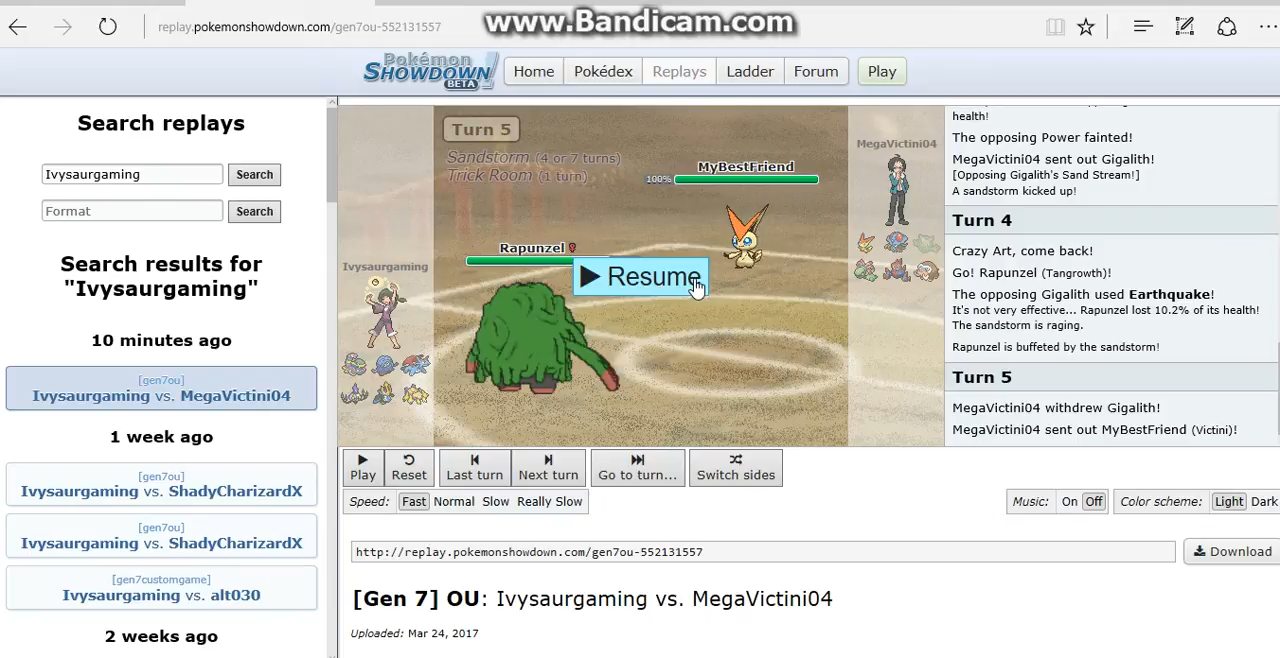 www.Bandicam.com
replay.pokemonshowdown.com/gen7ou-552131557
Pokémon
SHOWDOWN
BETA
Home
Pokédex
Replays
Ladder
Forum
Play
Search replays
Ivysaurgaming
Search
Format
Search
Search results for
"Ivysaurgaming"
10 minutes ago
[gen7ou]
Ivysaurgaming vs. MegaVictini04
1 week ago
[gen7ou]
Ivysaurgaming vs. ShadyCharizardX
[gen7ou]
Ivysaurgaming vs. ShadyCharizardX
[gen7customgame]
Ivysaurgaming vs. alt030
2 weeks ago
Turn 5
Sandstorm (4 or 7 turns)
Trick Room (1 turn)
MyBestFriend
100%
MegaVictini04
Ivysaurgaming
Rapunzel
Resume
health!
The opposing Power fainted!
MegaVictini04 sent out Gigalith!
[Opposing Gigalith's Sand Stream!]
A sandstorm kicked up!
Turn 4
Crazy Art, come back!
Go! Rapunzel (Tangrowth)!
The opposing Gigalith used Earthquake!
It's not very effective... Rapunzel lost 10.2% of its health!
The sandstorm is raging.
Rapunzel is buffeted by the sandstorm!
Turn 5
MegaVictini04 withdrew Gigalith!
MegaVictini04 sent out MyBestFriend (Victini)!
Play
Reset
Last turn
Next turn
Go to turn...
Switch sides
Speed: Fast Normal Slow Really Slow
Music: On Off
Color scheme: Light Dark
http://replay.pokemonshowdown.com/gen7ou-552131557
Download
[Gen 7] OU: Ivysaurgaming vs. MegaVictini04
Uploaded: Mar 24, 2017